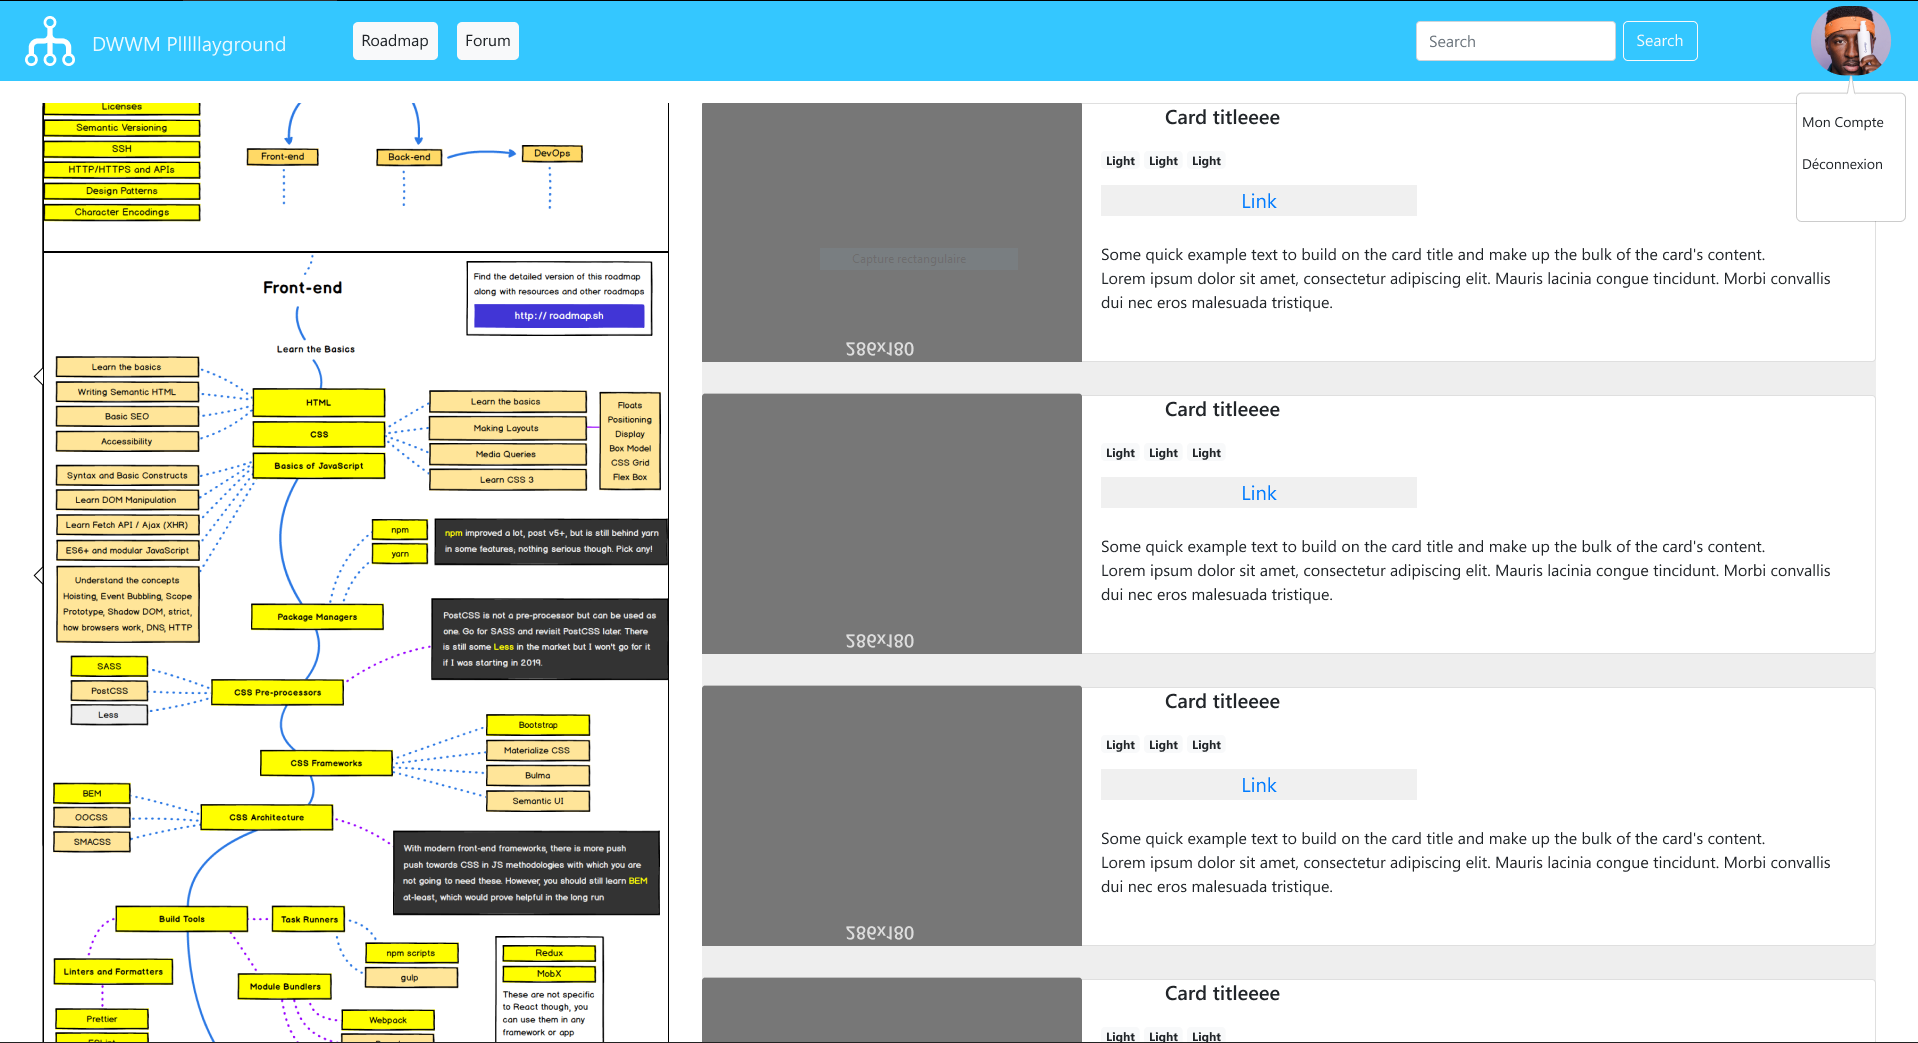 DWWM Pllllllayground
Roadmap
Forum
Search
Search
Mon Compte
Déconnexion
Licenses
Semantic Versioning
SSH
HTTP/HTTPS and APIs
Design Patterns
Character Encodings
Front-end
Back-end
DevOps
Front-end
Find the detailed version of this roadmap
along with resources and other roadmaps
http://roadmap.sh
Learn the Basics
Learn the basics
Writing Semantic HTML
Basic SEO
Accessibility
HTML
CSS
Basics of JavaScript
Learn the basics
Making Layouts
Media Queries
Learn CSS 3
Floats
Positioning
Display
Box Model
CSS Grid
Flex Box
Syntax and Basic Constructs
Learn DOM Manipulation
Learn Fetch API / Ajax (XHR)
ES6+ and modular JavaScript
Understand the concepts
Hoisting, Event Bubbling, Scope
Prototype, Shadow DOM, strict,
how browsers work, DNS, HTTP
npm
yarn
npm improved a lot, post v5+, but is still behind yarn
in some features; nothing serious though. Pick any!
Package Managers
PostCSS is not a pre-processor but can be used as
one. Go for SASS and revisit PostCSS later. There
is still some Less in the market but I won't go for it
if I was starting in 2019.
SASS
PostCSS
Less
CSS Pre-processors
Bootstrap
Materialize CSS
Bulma
Semantic UI
CSS Frameworks
BEM
OOCSS
SMACSS
CSS Architecture
With modern front-end frameworks, there is more push
push towards CSS in JS methodologies with which you are
not going to need these. However, you should still learn BEM
at-least, which would prove helpful in the long run
Build Tools
Task Runners
npm scripts
gulp
Linters and Formatters
Module Bundlers
Prettier
ESLint
Webpack
Redux
MobX
These are not specific
to React though, you
can use them in any
framework or app
Capture rectangulaire
286x180
Card titleeee
Light Light Light
Link
Some quick example text to build on the card title and make up the bulk of the card's content.
Lorem ipsum dolor sit amet, consectetur adipiscing elit. Mauris lacinia congue tincidunt. Morbi convallis
dui nec eros malesuada tristique.
286x180
Card titleeee
Light Light Light
Link
Some quick example text to build on the card title and make up the bulk of the card's content.
Lorem ipsum dolor sit amet, consectetur adipiscing elit. Mauris lacinia congue tincidunt. Morbi convallis
dui nec eros malesuada tristique.
286x180
Card titleeee
Light Light Light
Link
Some quick example text to build on the card title and make up the bulk of the card's content.
Lorem ipsum dolor sit amet, consectetur adipiscing elit. Mauris lacinia congue tincidunt. Morbi convallis
dui nec eros malesuada tristique.
Card titleeee
Light Light Light